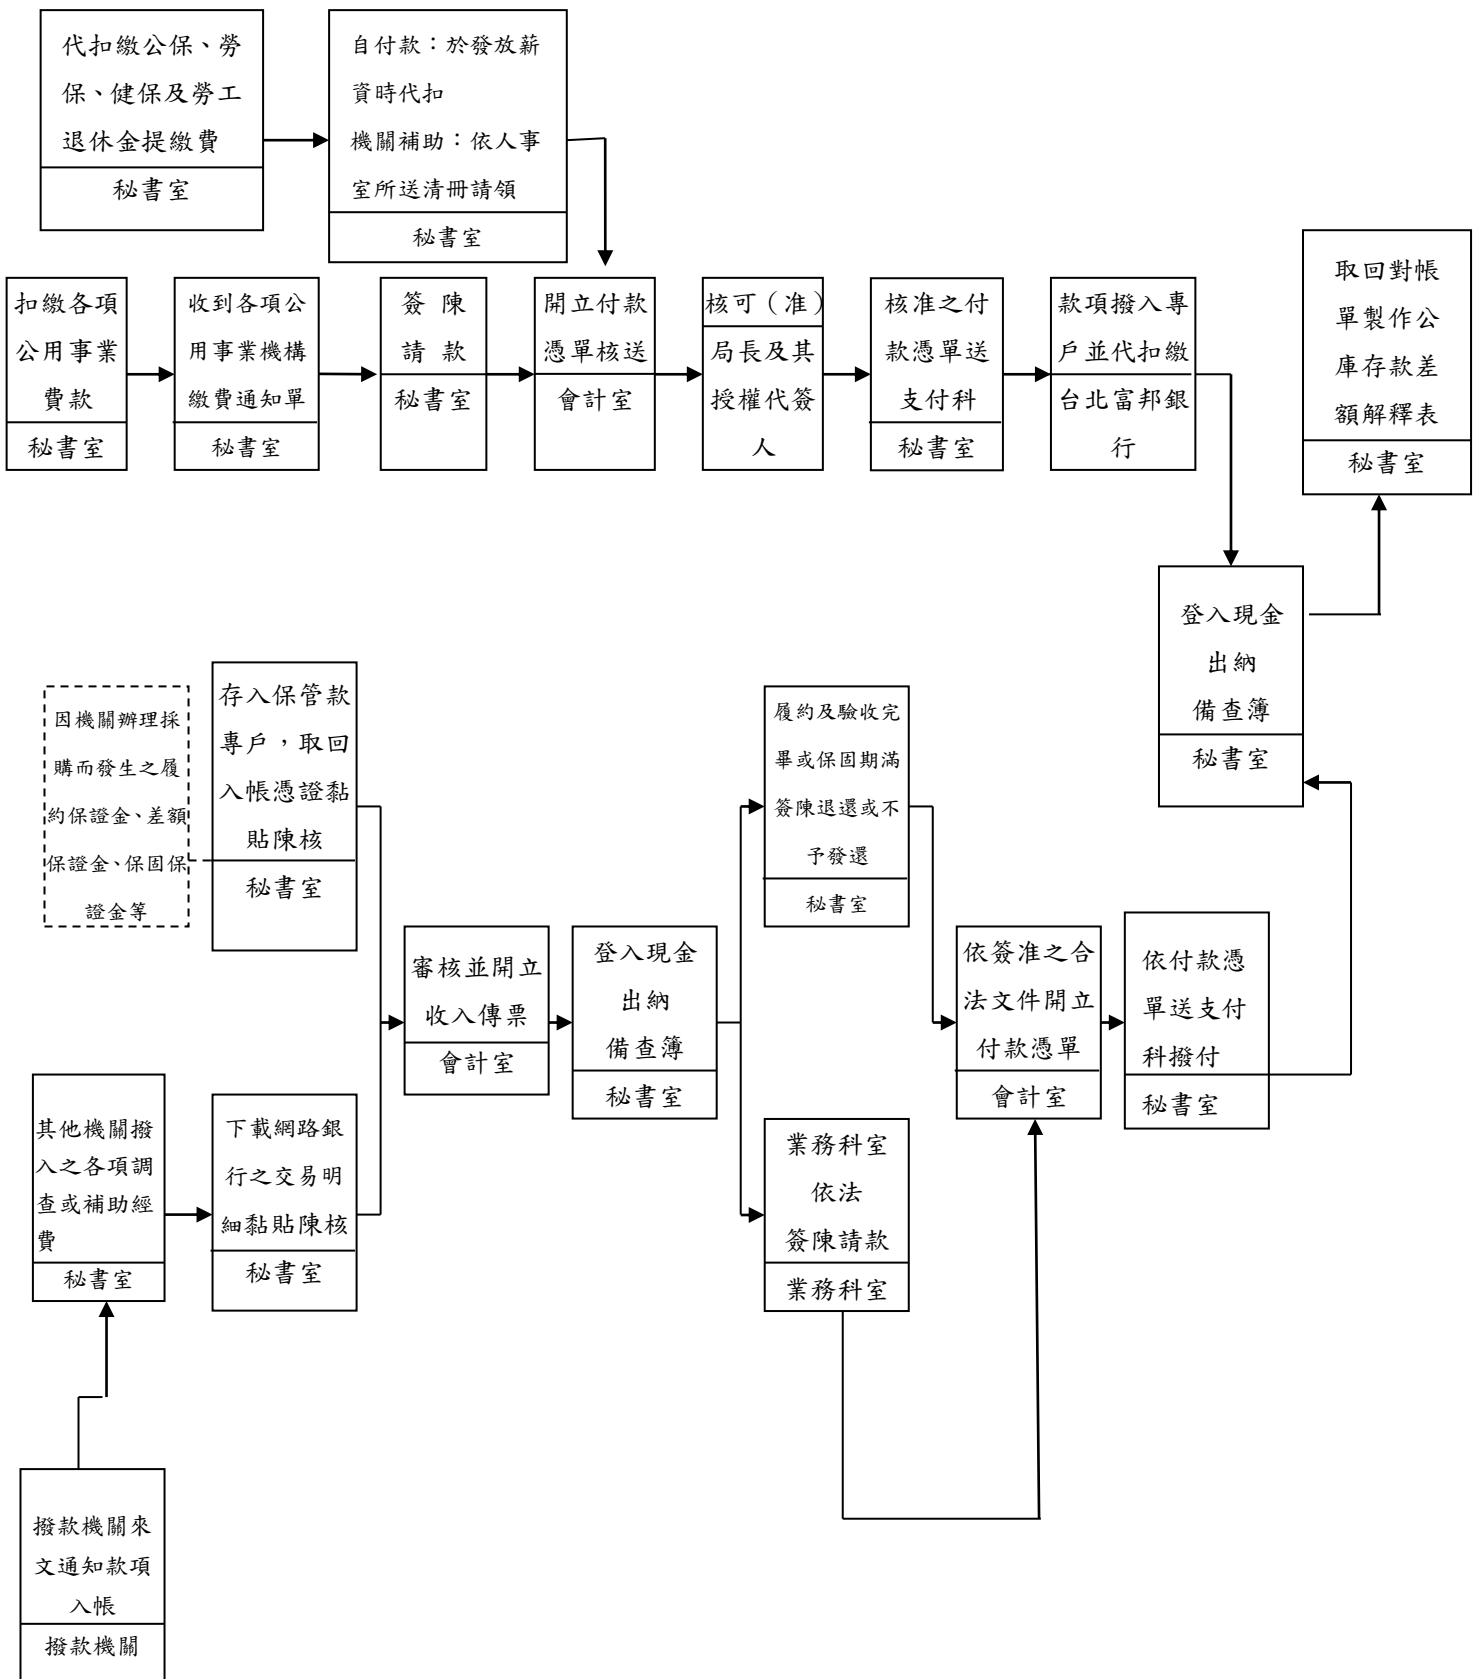 代扣繳公保、勞
保、健保及勞工
退休金提繳費
秘書室
自付款：於發放薪
資時代扣
機關補助：依人事
室所送清冊請領
秘書室
扣繳各項
公用事業
費款
秘書室
收到各項公
用事業機構
繳費通知單
秘書室
簽 陳
請 款
秘書室
開立付款
憑單核送
會計室
核可（准）
局長及其
授權代簽
人
核准之付
款憑單送
支付科
秘書室
款項撥入專
戶並代扣繳
台北富邦銀
行
取回對帳
單製作公
庫存款差
額解釋表
秘書室
登入現金
出納
備查簿
秘書室
因機關辦理採
購而發生之履
約保證金、差額
保證金、保固保
證金等
存入保管款
專戶，取回
入帳憑證黏
貼陳核
秘書室
審核並開立
收入傳票
會計室
登入現金
出納
備查簿
秘書室
履約及驗收完
畢或保固期滿
簽陳退還或不
予發還
秘書室
依簽准之合
法文件開立
付款憑單
會計室
依付款憑
單送支付
科撥付
秘書室
其他機關撥
入之各項調
查或補助經
費
秘書室
下載網路銀
行之交易明
細黏貼陳核
秘書室
業務科室
依法
簽陳請款
業務科室
撥款機關來
文通知款項
入帳
撥款機關